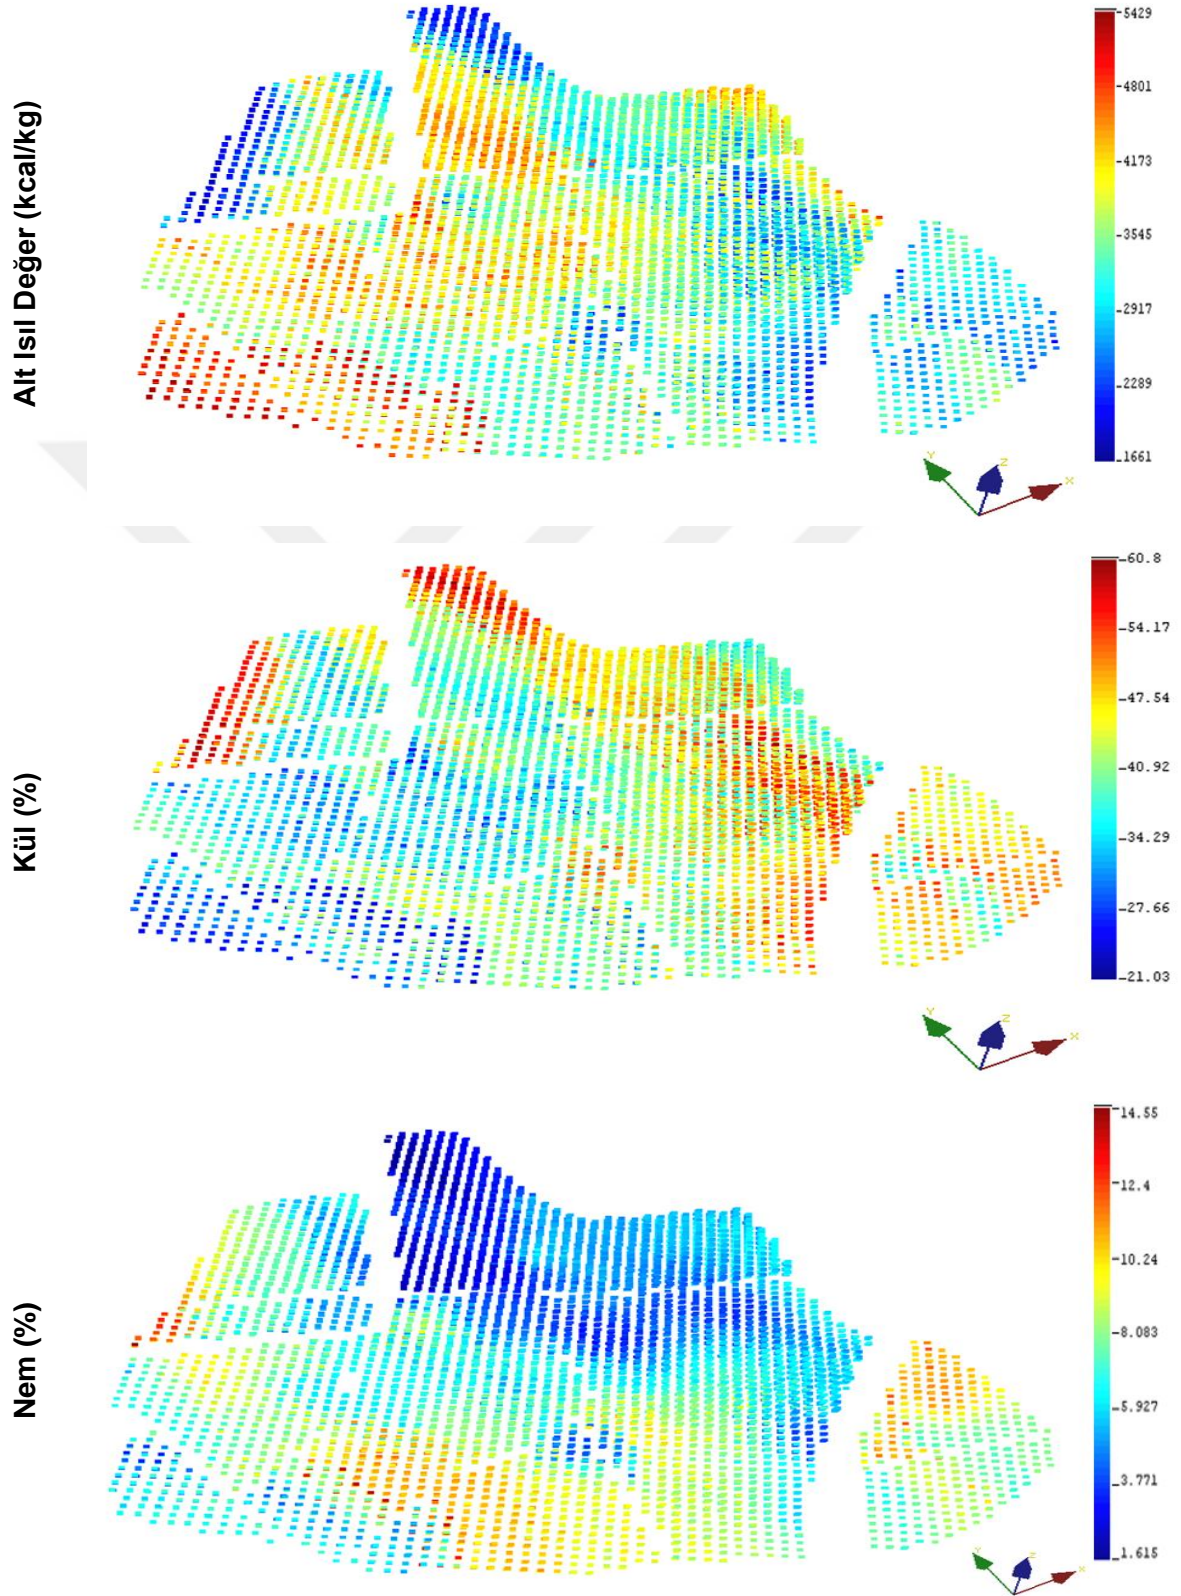 Alt Isıl Değer (kcal/kg)
5429
4801
4173
3545
2917
2289
1661
Y
Z
X
Kül (%)
60.8
54.17
47.54
40.92
34.29
27.66
21.03
Y
Z
X
Nem (%)
14.55
12.4
10.24
8.083
5.927
3.771
1.615
Y
Z
X